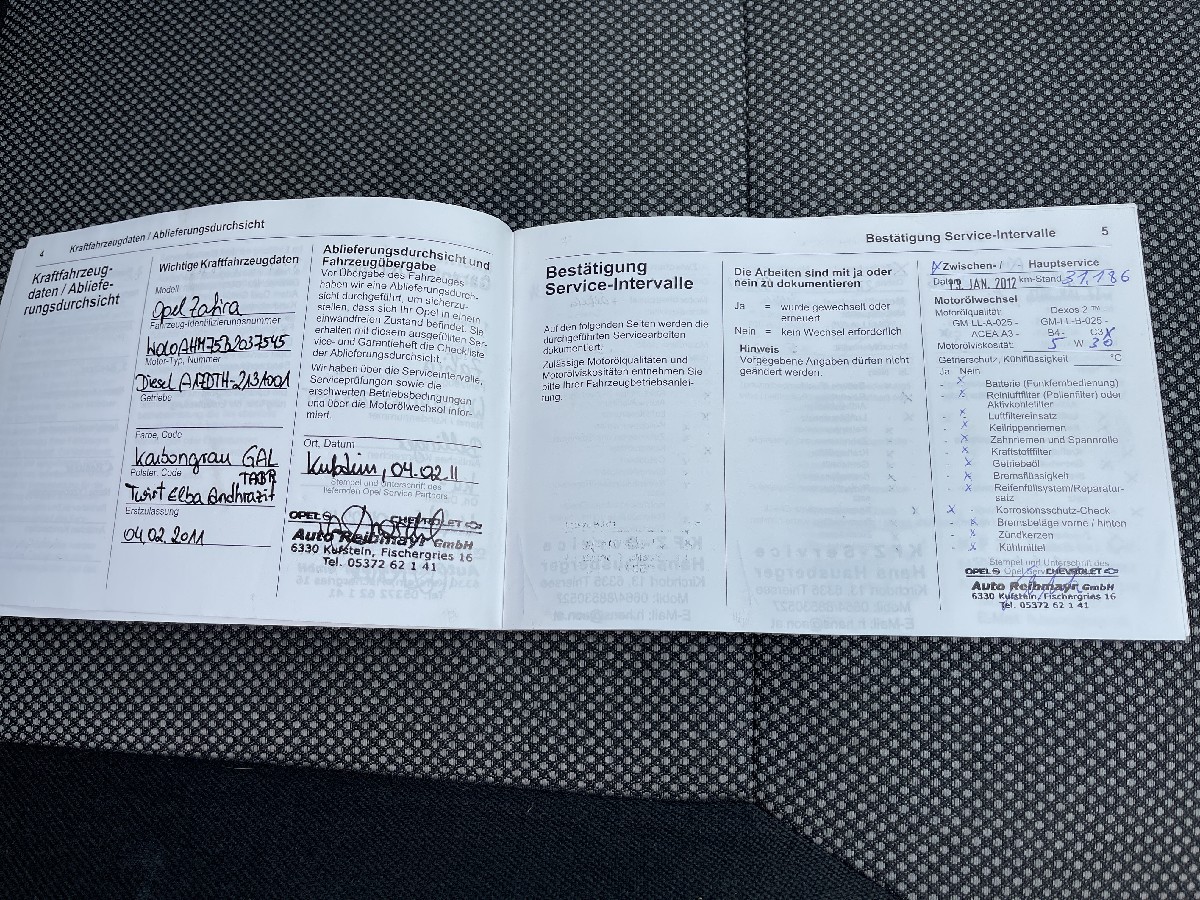 4 Kraftfahrzeugdaten / Ablieferungsdurchsicht
Kraftfahrzeug-
daten / Abliefe-
rungsdurchsicht
Wichtige Kraftfahrzeugdaten
Modell
Opel Zafira
Fahrzeug-Identifizierungsnummer
W0L0AHM75B2037545
Motor-Typ, Nummer
Diesel
Getriebe
Farbe, Code
Karbongrau GAL
Polster, Code
TABR
Twist Elba Andhrazit
Erstzulassung
04.02.2011
Ablieferungsdurchsicht und
Fahrzeugübergabe
Vor Übergabe des Fahrzeuges
haben wir eine Ablieferungsdurch-
sicht durchgeführt, um sicherzu-
stellen, dass sich Ihr Opel in einem
einwandfreien Zustand befindet. Sie
erhalten mit diesem ausgefüllten Ser-
vice- und Garantieheft die Checkliste
der Ablieferungsdurchsicht.
Wir haben über die Serviceintervalle,
Serviceprüfungen sowie die
erschwerten Betriebsbedingungen
und über die Motorölwechsel infor-
miert.
Ort, Datum
Kufstein, 04.02.11
Stempel und Unterschrift des
liefernden Opel Service Partners
OPEL CHEVROLET
Auto Reibmayr GmbH
6330 Kufstein, Fischergries 16
Tel. 05372 62 1 41
Bestätigung Service-Intervalle 5
Bestätigung
Service-Intervalle
Auf den folgenden Seiten werden die
durchgeführten Servicearbeiten
dokumentiert.
Zulässige Motorölqualitäten und
Motorölviskositäten entnehmen Sie
bitte Ihrer Fahrzeugbetriebsanlei-
tung.
Die Arbeiten sind mit ja oder
nein zu dokumentieren
Ja = wurde gewechselt oder
erneuert
Nein = kein Wechsel erforderlich
Hinweis
Vorgegebene Angaben dürfen nicht
geändert werden.
X Zwischen- / Hauptservice
Datum JAN. 2012 km-Stand 37.186
Motorölwechsel
Motorölqualität: Dexos 2 ™
GM-LL-A-025 - GM-LL-B-025 -
ACEA A3 - B4- C3 X
Motorölviskosität: 5 W 30
Getnerschutz, Kühlflüssigkeit °C
Ja Nein
- X Batterie (Funkfernbedienung)
- X Reinluftfilter (Pollenfilter) oder
Aktivkohlefilter
- X Luftfiltereinsatz
- X Keilrippenriemen
- X Zahnriemen und Spannrolle
- X Kraftstofffilter
- X Getriebeöl
- X Bremsflüssigkeit
- X Reifenfüllsystem/Reparatur-
satz
X - Korrosionsschutz-Check
- X Bremsbeläge vorne / hinten
- X Zündkerzen
- X Kühlmittel
Stempel und Unterschrift des
OPEL Opel Service CHEVROLET
Auto Reibmayr GmbH
6330 Kufstein, Fischergries 16
Tel. 05372 62 1 41